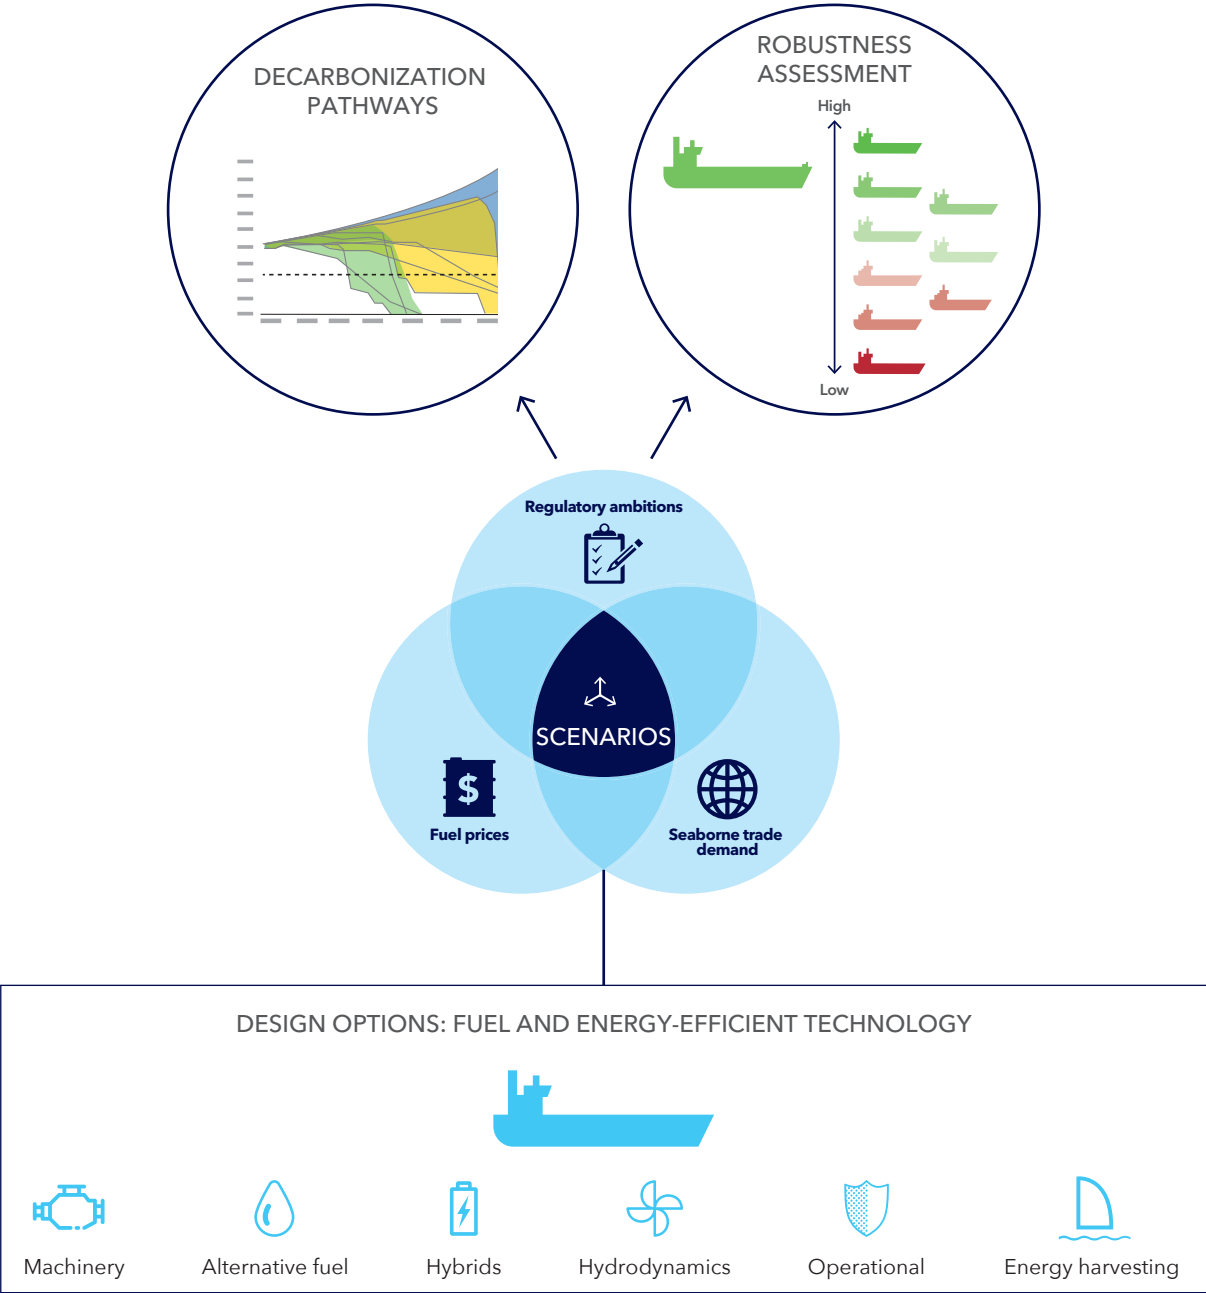 DECARBONIZATION
PATHWAYS
ROBUSTNESS
ASSESSMENT
High
Low
Regulatory ambitions
SCENARIOS
$
Fuel prices
Seaborne trade
demand
DESIGN OPTIONS: FUEL AND ENERGY-EFFICIENT TECHNOLOGY
Machinery
Alternative fuel
Hybrids
Hydrodynamics
Operational
Energy harvesting